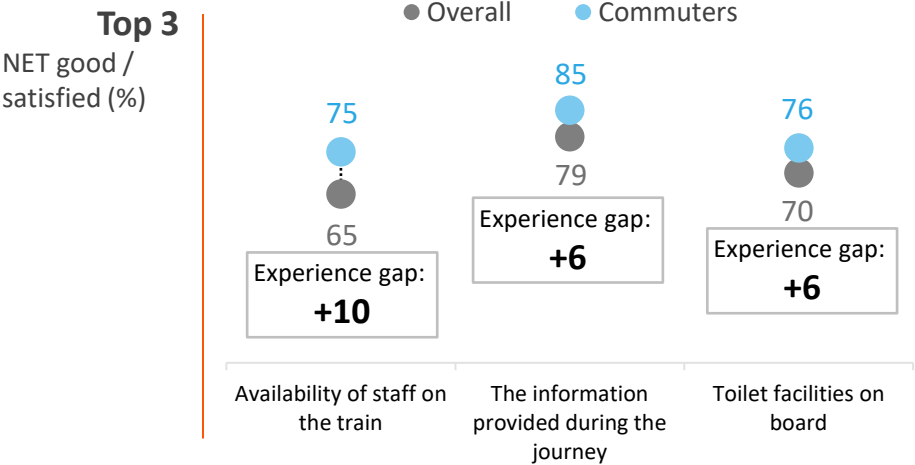 Top 3
NET good /
satisfied (%)
Overall
Commuters
75
65
Experience gap:
+10
Availability of staff on
the train
85
79
Experience gap:
+6
The information
provided during the
journey
76
70
Experience gap:
+6
Toilet facilities on
board